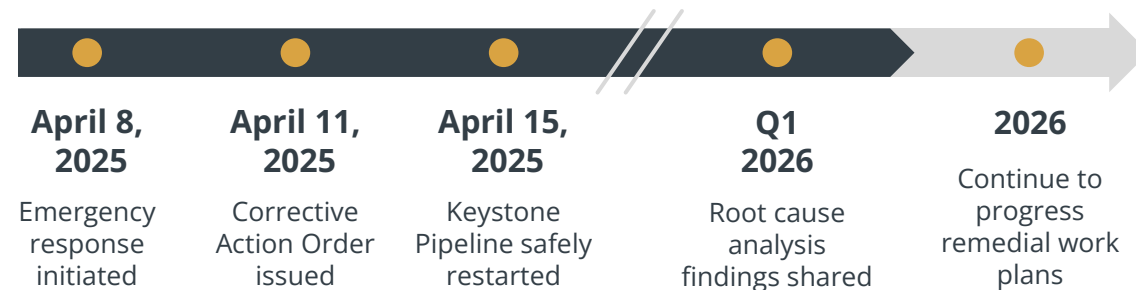 April 8,
2025
Emergency
response
initiated
April 11,
2025
Corrective
Action Order
issued
April 15,
2025
Keystone
Pipeline safely
restarted
Q1
2026
Root cause
analysis
findings shared
2026
Continue to
progress
remedial work
plans